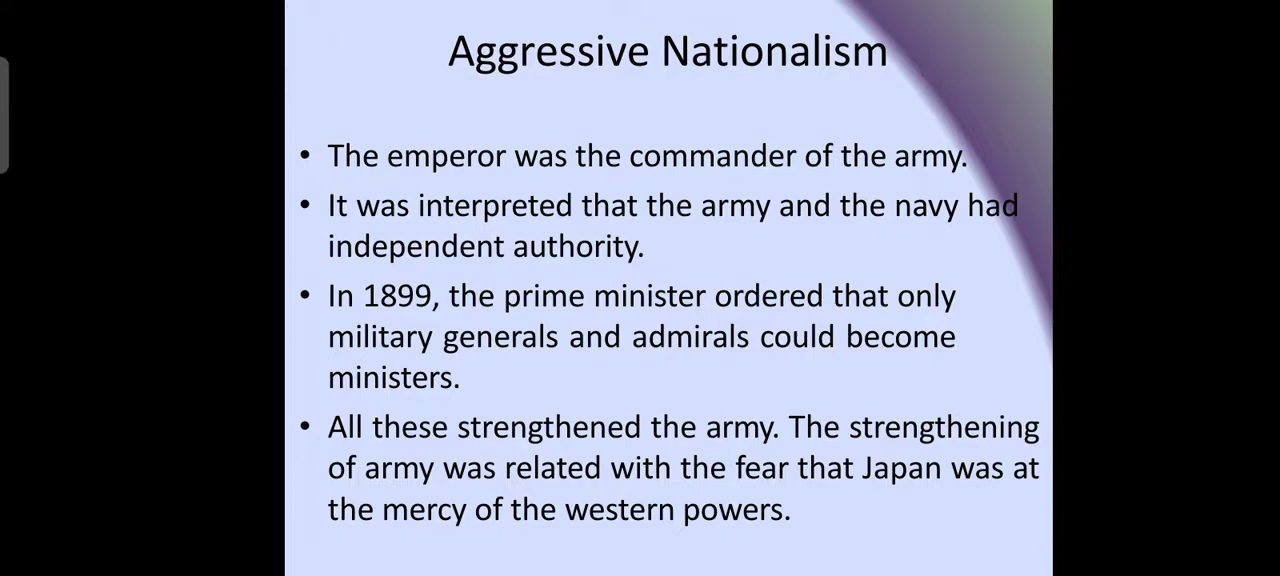 Aggressive Nationalism
• The emperor was the commander of the army.
• It was interpreted that the army and the navy had
independent authority.
• In 1899, the prime minister ordered that only
military generals and admirals could become
ministers.
• All these strengthened the army. The strengthening
of army was related with the fear that Japan was at
the mercy of the western powers.